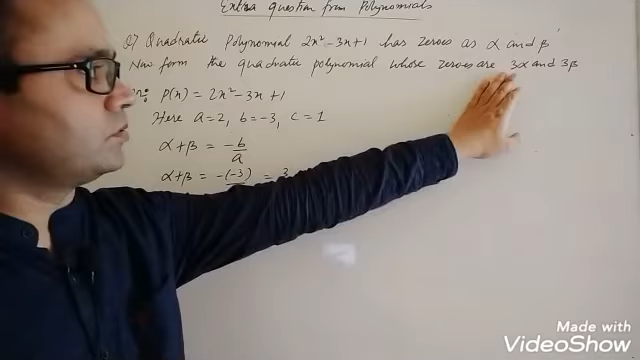 Extra question from Polynomials
Q) Quadratic Polynomial 2x² - 3x + 1 has zeroes as α and β
Now form the quadratic polynomial whose zeroes are 3α and 3β
P(x) = 2x² - 3x + 1
Here a = 2, b = -3, c = 1
α + β = -b/a
α + β = -(-3) = 3
Made with
VideoShow